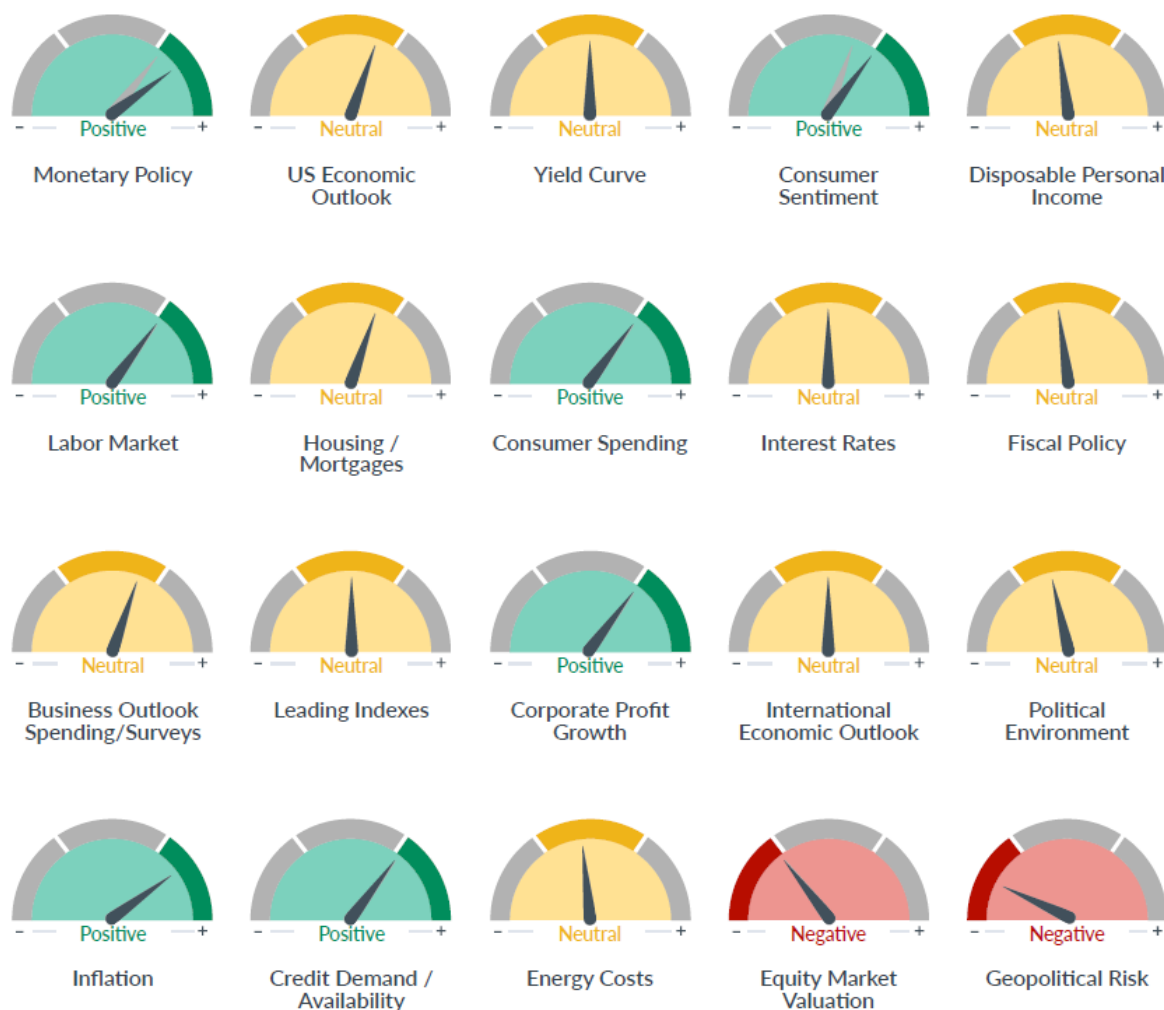 - Positive +
Monetary Policy
- Neutral +
US Economic
Outlook
- Neutral +
Yield Curve
- Positive +
Consumer
Sentiment
- Neutral +
Disposable Personal
Income
- Positive +
Labor Market
- Neutral +
Housing /
Mortgages
- Positive +
Consumer Spending
- Neutral +
Interest Rates
- Neutral +
Fiscal Policy
- Neutral +
Business Outlook
Spending/Surveys
- Neutral +
Leading Indexes
- Positive +
Corporate Profit
Growth
- Neutral +
International
Economic Outlook
- Neutral +
Political
Environment
- Positive +
Inflation
- Positive +
Credit Demand /
Availability
- Neutral +
Energy Costs
- Negative +
Equity Market
Valuation
- Negative +
Geopolitical Risk